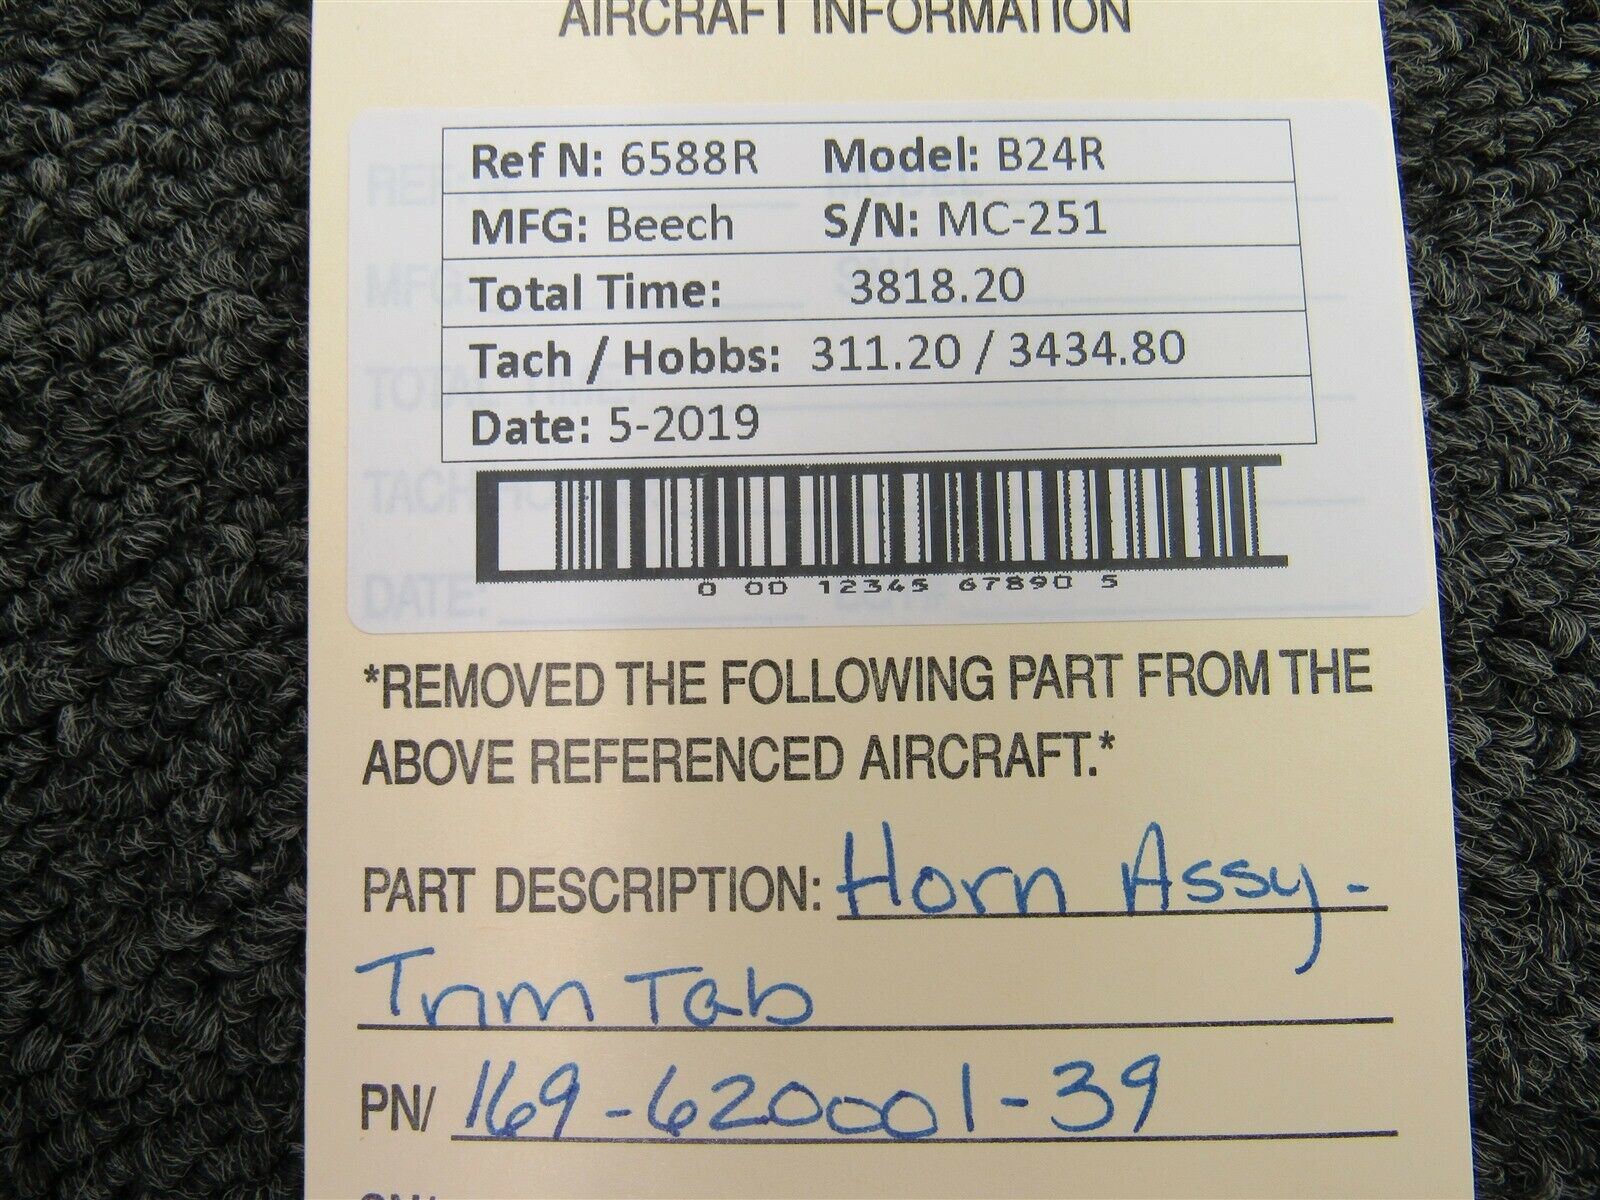 AIRCRAFT INFORMATION
Ref N: 6588R Model: B24R
MFG: Beech S/N: MC-251
Total Time: 3818.20
Tach / Hobbs: 311.20 / 3434.80
Date: 5-2019
0 00 12345 67890 5
*REMOVED THE FOLLOWING PART FROM THE
ABOVE REFERENCED AIRCRAFT.*
PART DESCRIPTION: Horn Assy-
Trim Tab
PN/ 169-620001-39